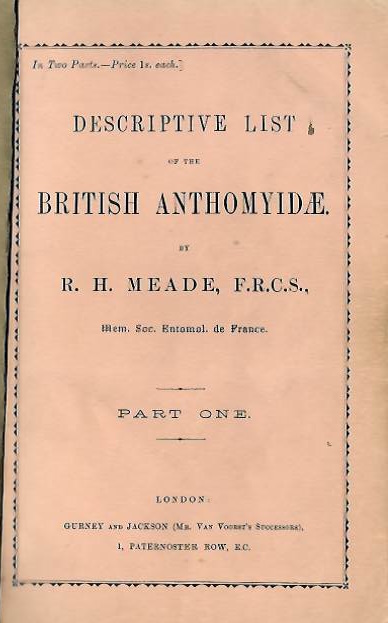 In Two Parts.—Price 1s. each.]
DESCRIPTIVE LIST
OF THE
BRITISH ANTHOMYIDÆ.
BY
R. H. MEADE, F.R.C.S.,
Mem. Soc. Entomol. de France.
PART ONE.
LONDON:
GURNEY AND JACKSON (MR. VAN VOORST'S SUCCESSORS),
1, PATERNOSTER ROW, E.C.